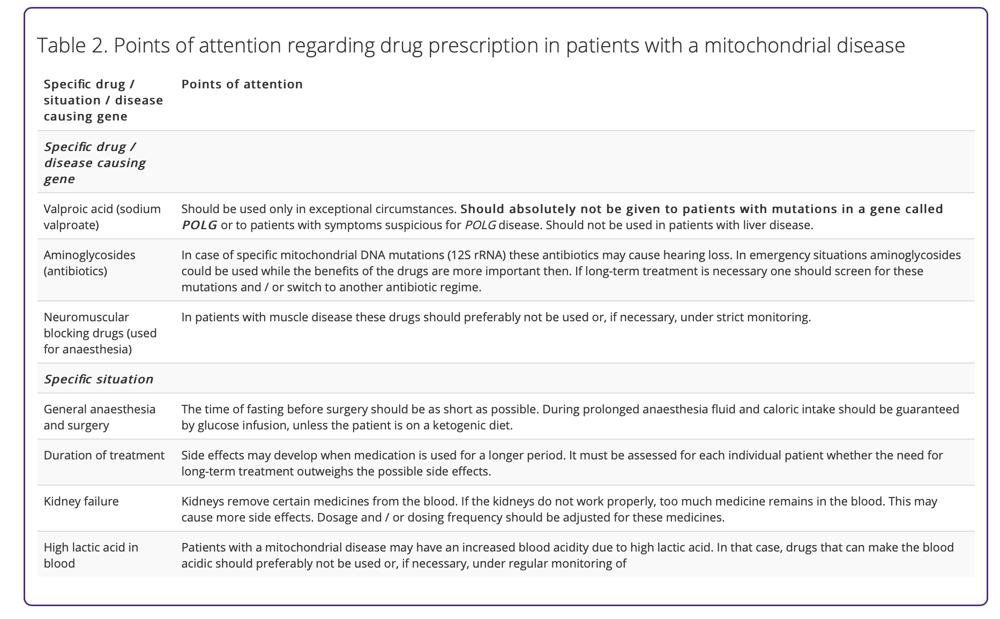 Table 2. Points of attention regarding drug prescription in patients with a mitochondrial disease
Specific drug /
situation / disease
causing gene
Points of attention
Specific drug /
disease causing
gene
Valproic acid (sodium
valproate)
Should be used only in exceptional circumstances. Should absolutely not be given to patients with mutations in a gene called
POLG or to patients with symptoms suspicious for POLG disease. Should not be used in patients with liver disease.
Aminoglycosides
(antibiotics)
In case of specific mitochondrial DNA mutations (12S rRNA) these antibiotics may cause hearing loss. In emergency situations aminoglycosides
could be used while the benefits of the drugs are more important then. If long-term treatment is necessary one should screen for these
mutations and / or switch to another antibiotic regime.
Neuromuscular
blocking drugs (used
for anaesthesia)
In patients with muscle disease these drugs should preferably not be used or, if necessary, under strict monitoring.
Specific situation
General anaesthesia
and surgery
The time of fasting before surgery should be as short as possible. During prolonged anaesthesia fluid and caloric intake should be guaranteed
by glucose infusion, unless the patient is on a ketogenic diet.
Duration of treatment
Side effects may develop when medication is used for a longer period. It must be assessed for each individual patient whether the need for
long-term treatment outweighs the possible side effects.
Kidney failure
Kidneys remove certain medicines from the blood. If the kidneys do not work properly, too much medicine remains in the blood. This may
cause more side effects. Dosage and / or dosing frequency should be adjusted for these medicines.
High lactic acid in
blood
Patients with a mitochondrial disease may have an increased blood acidity due to high lactic acid. In that case, drugs that can make the blood
acidic should preferably not be used or, if necessary, under regular monitoring of